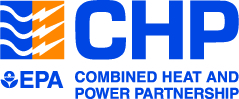 CHP
EPA COMBINED HEAT AND
POWER PARTNERSHIP